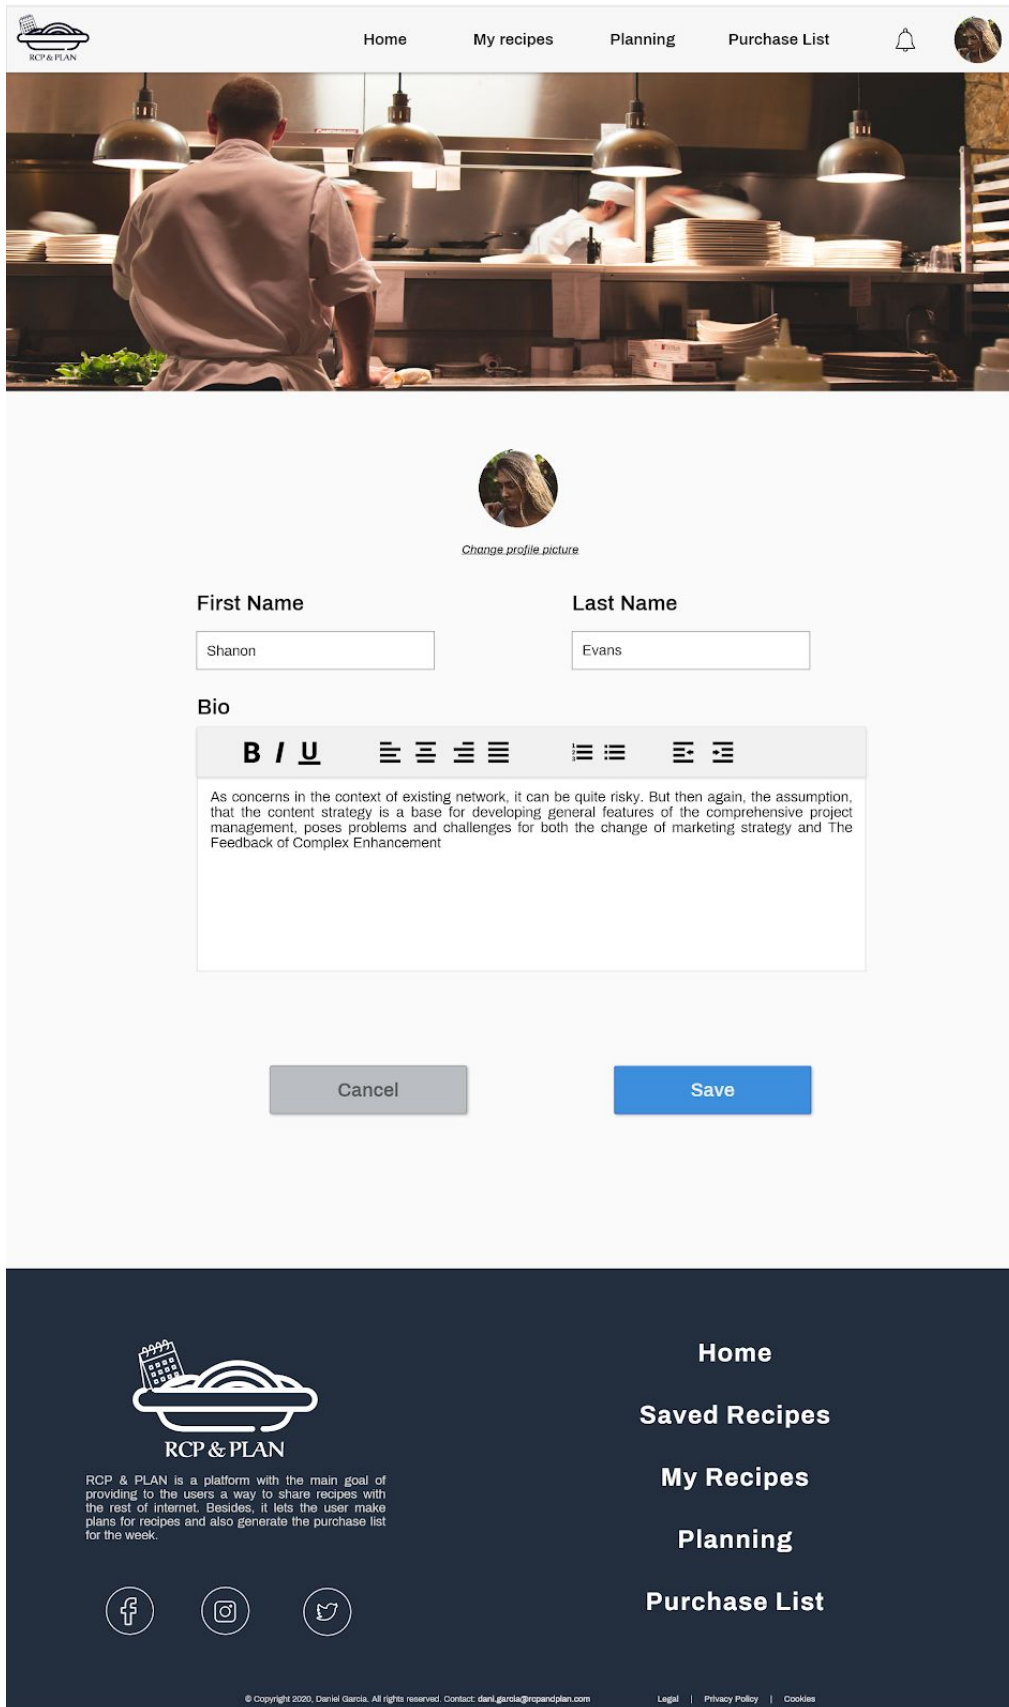 RCP & PLAN
Home
My recipes
Planning
Purchase List
Change profile picture
First Name
Last Name
Shanon
Evans
Bio
B I U
As concerns in the context of existing network, it can be quite risky. But then again, the assumption,
that the content strategy is a base for developing general features of the comprehensive project
management, poses problems and challenges for both the change of marketing strategy and The
Feedback of Complex Enhancement
Cancel
Save
RCP & PLAN
RCP & PLAN is a platform with the main goal of
providing to the users a way to share recipes with
the rest of internet. Besides, it lets the user make
plans for recipes and also generate the purchase list
for the week.
Home
Saved Recipes
My Recipes
Planning
Purchase List
© Copyright 2020, Daniel Garcia. All rights reserved. Contact: dani.garcia@rcpandplan.com
Legal | Privacy Policy | Cookies